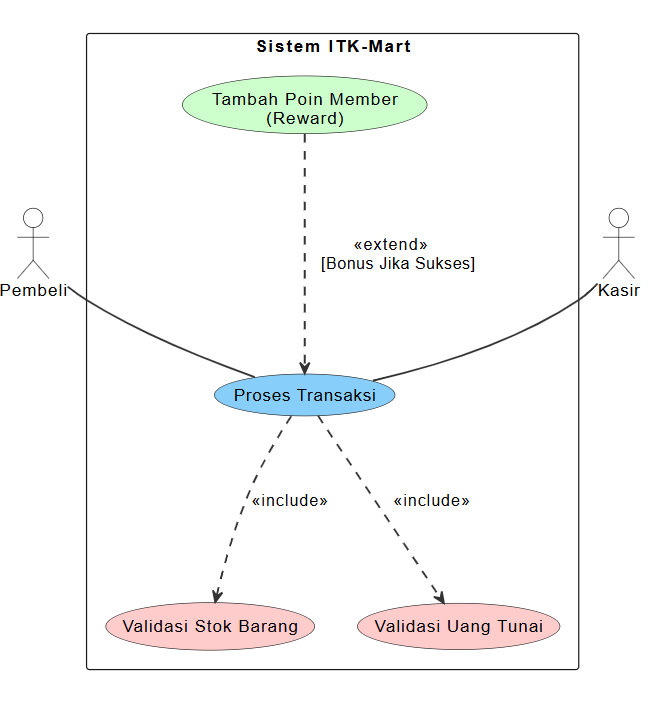 Sistem ITK-Mart
Tambah Poin Member
(Reward)
«extend»
[Bonus Jika Sukses]
Pembeli
Kasir
Proses Transaksi
«include»
«include»
Validasi Stok Barang
Validasi Uang Tunai